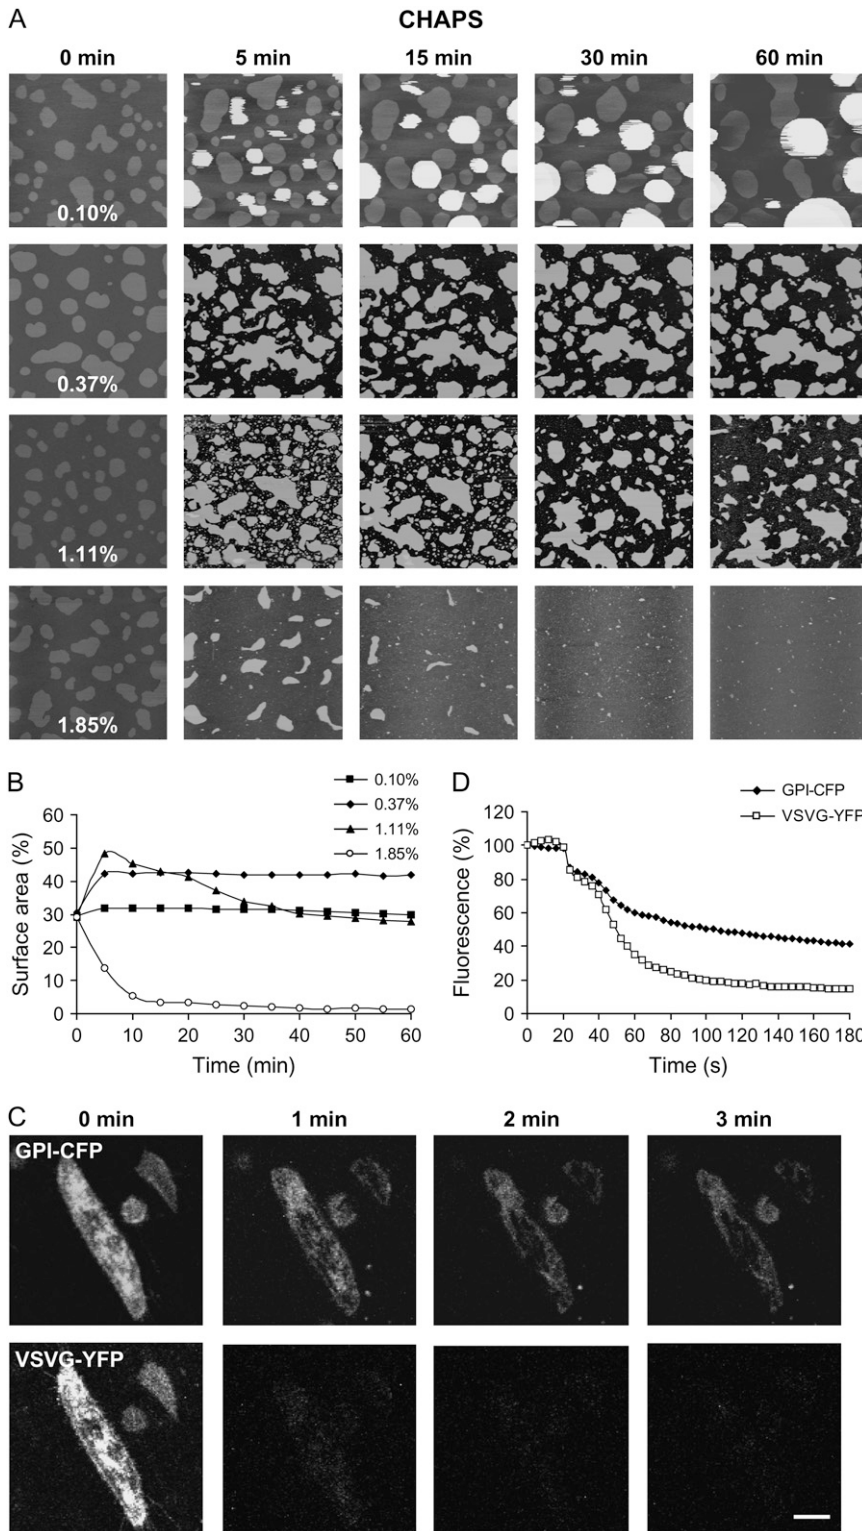 A
CHAPS
0 min 5 min 15 min 30 min 60 min
0.10%
0.37%
1.11%
1.85%
B
0.10%
0.37%
1.11%
1.85%
60
50
40
30
20
10
0
Surface area (%)
0 10 20 30 40 50 60
Time (min)
D
GPI-CFP
VSVG-YFP
120
100
80
60
40
20
0
Fluorescence (%)
0 20 40 60 80 100 120 140 160 180
Time (s)
C
0 min 1 min 2 min 3 min
GPI-CFP
VSVG-YFP